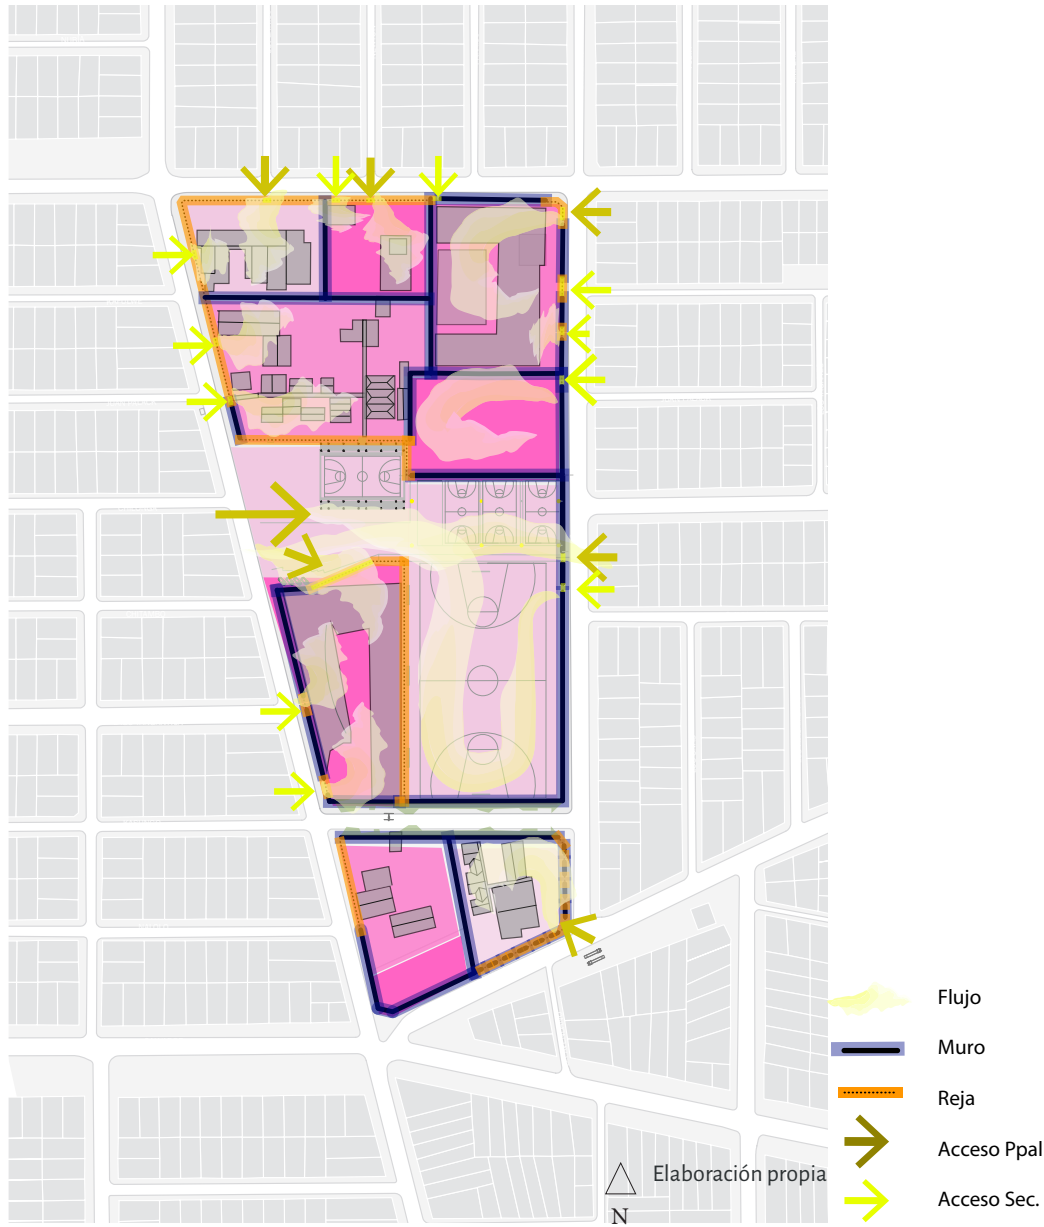 Flujo
Muro
Reja
Acceso Ppal
Elaboración propia
Acceso Sec.
N